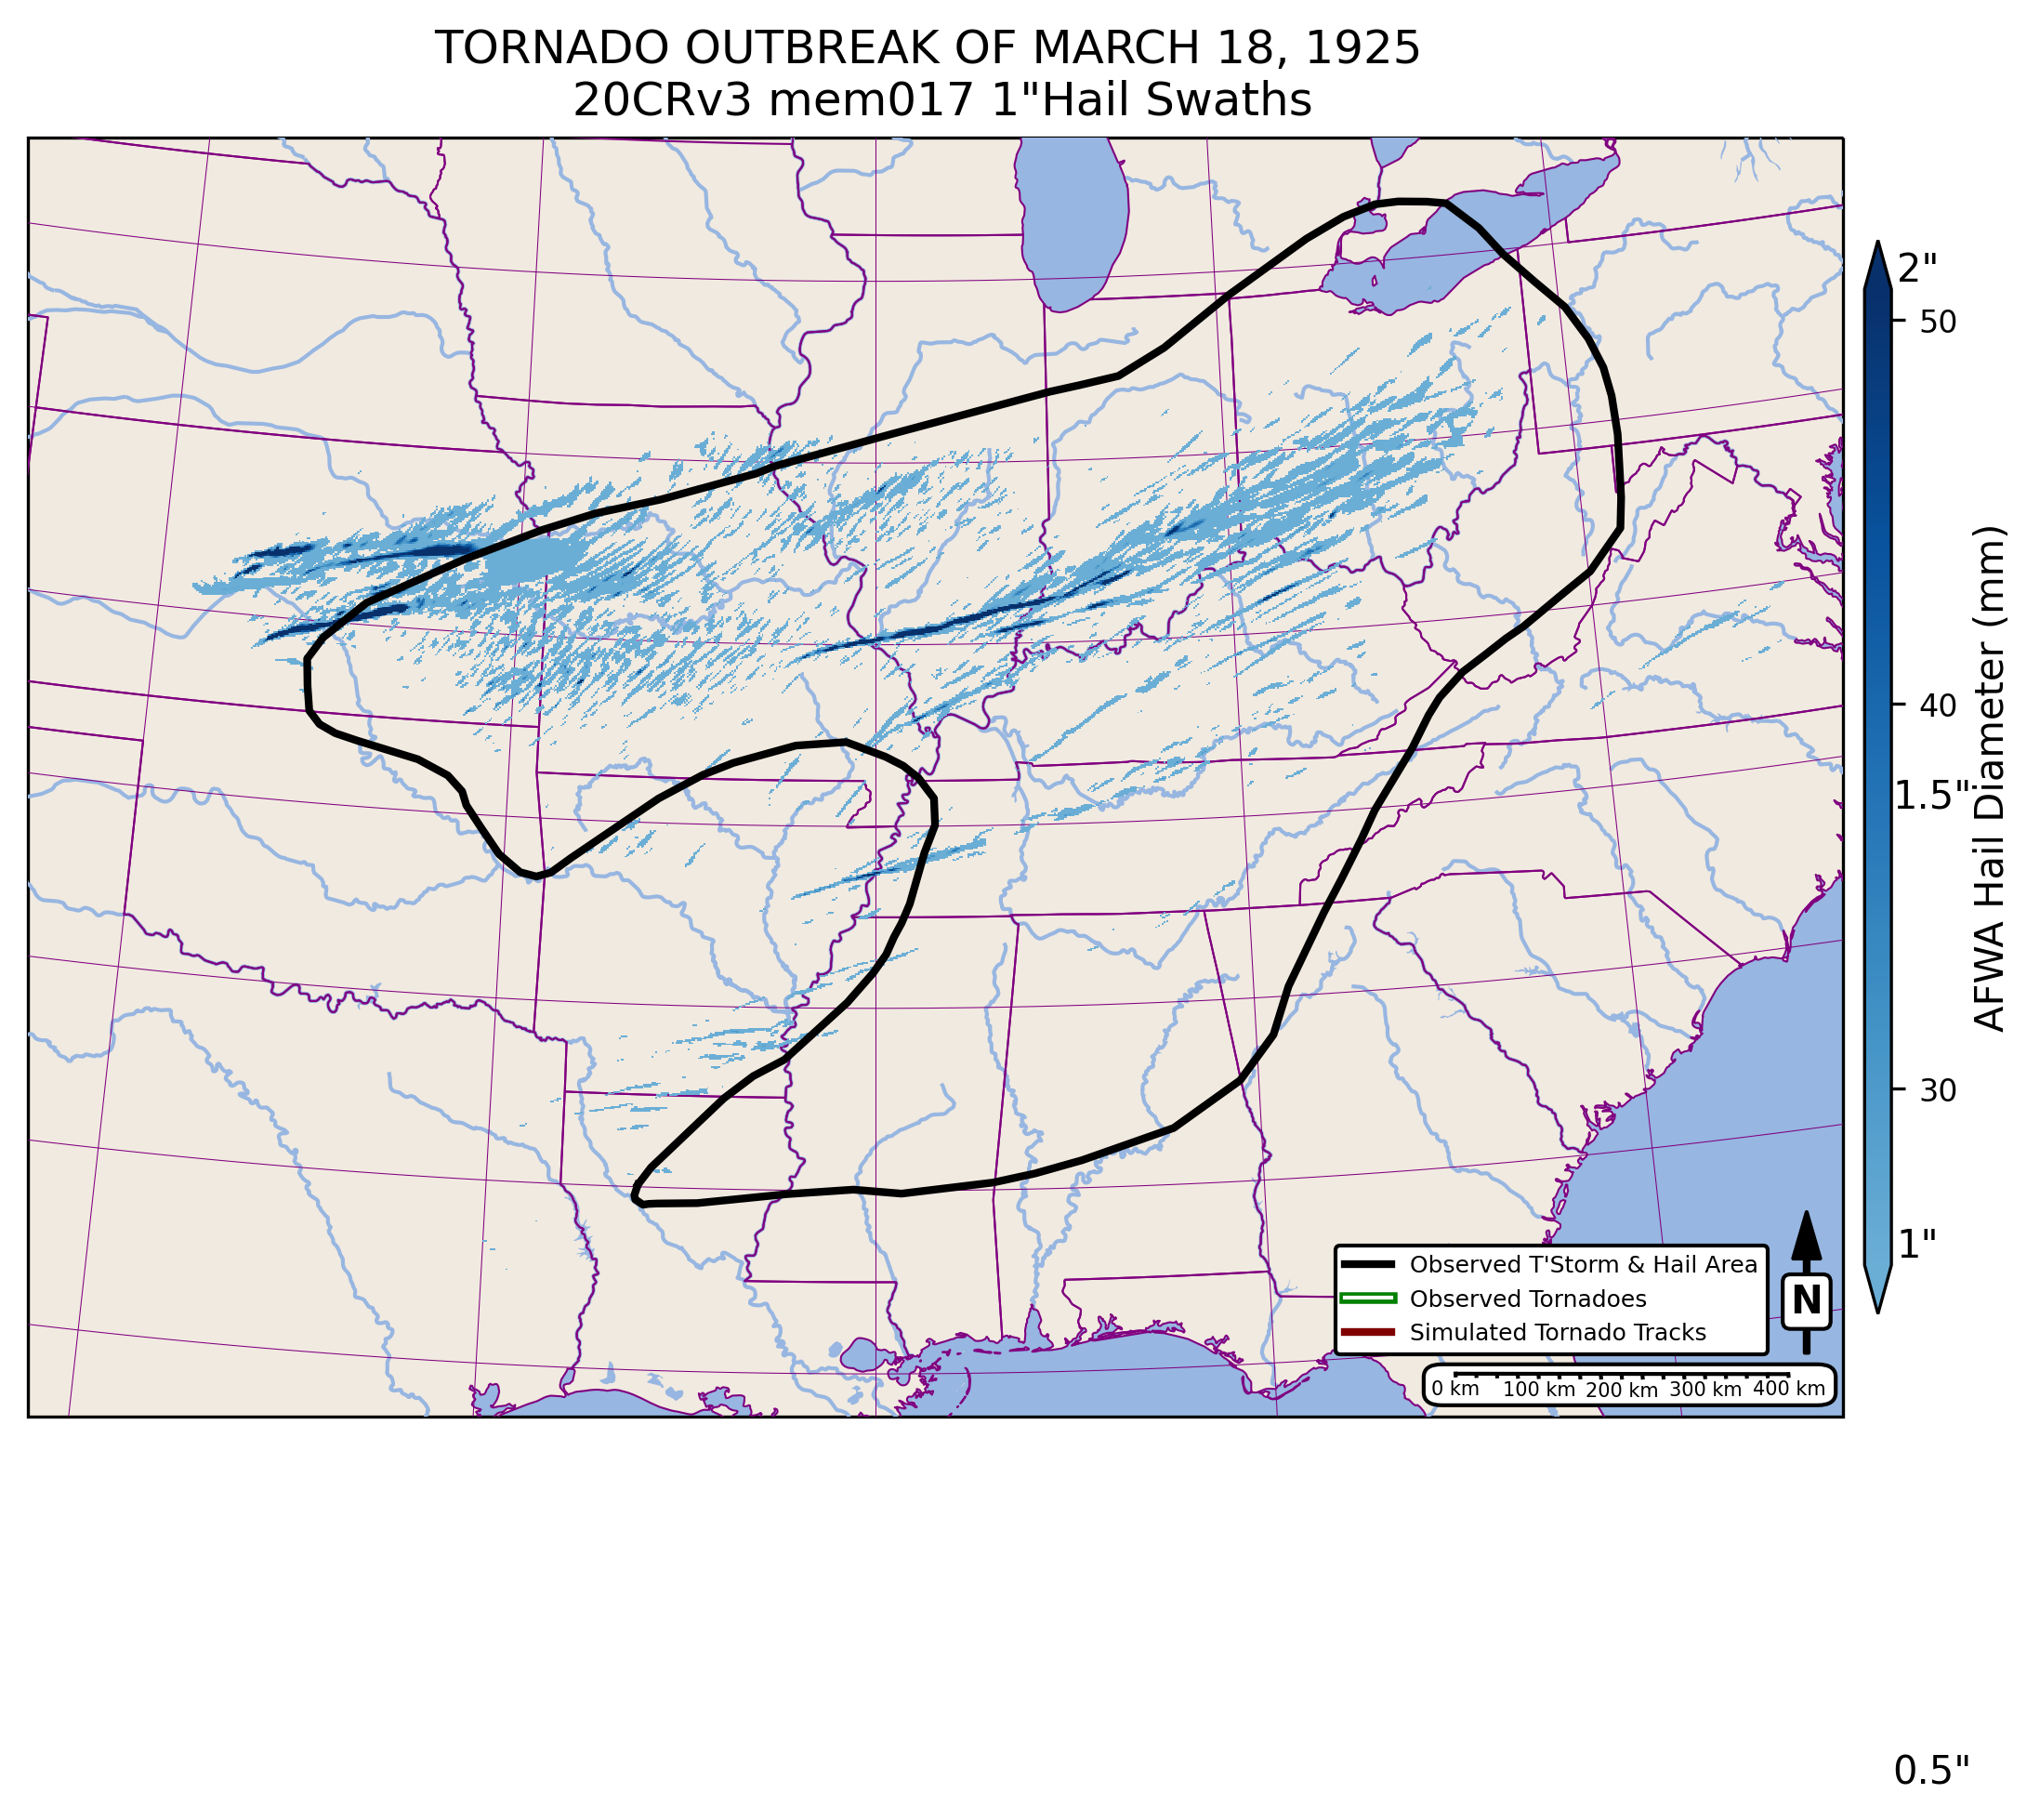 TORNADO OUTBREAK OF MARCH 18, 1925
20CRv3 mem017 1"Hail Swaths
2"
50
40
1.5"
30
1"
0.5"
AFWA Hail Diameter (mm)
Observed T'Storm & Hail Area
Observed Tornadoes
Simulated Tornado Tracks
N
0 km 100 km 200 km 300 km 400 km